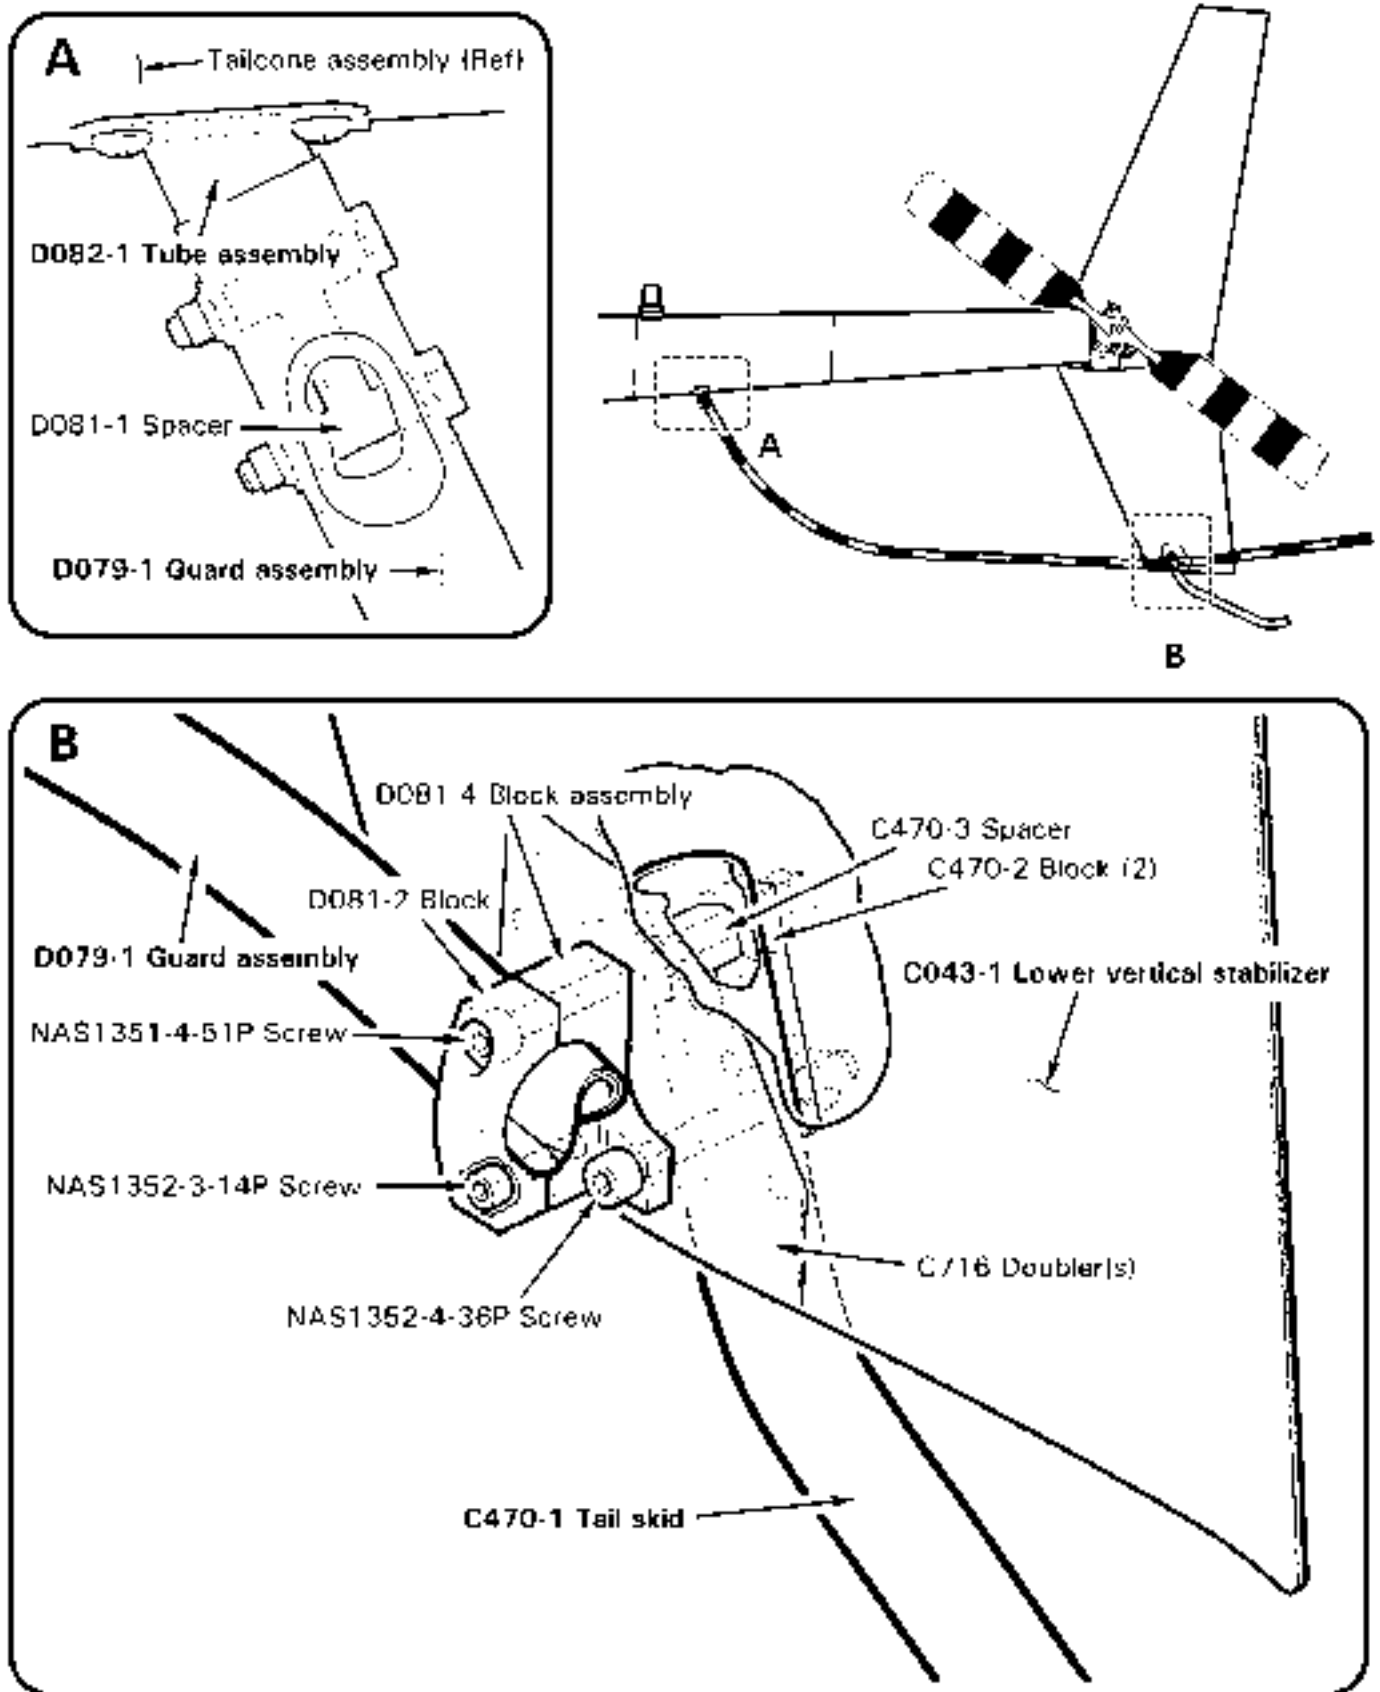 A
Tailcone assembly (Ref)
D082-1 Tube assembly
D081-1 Spacer
D079-1 Guard assembly
A
B
B
D081-4 Block assembly
C470-3 Spacer
C470-2 Block (2)
D081-2 Block
D079-1 Guard assembly
C043-1 Lower vertical stabilizer
NAS1351-4-51P Screw
NAS1352-3-14P Screw
C716 Doubler(s)
NAS1352-4-36P Screw
C470-1 Tail skid